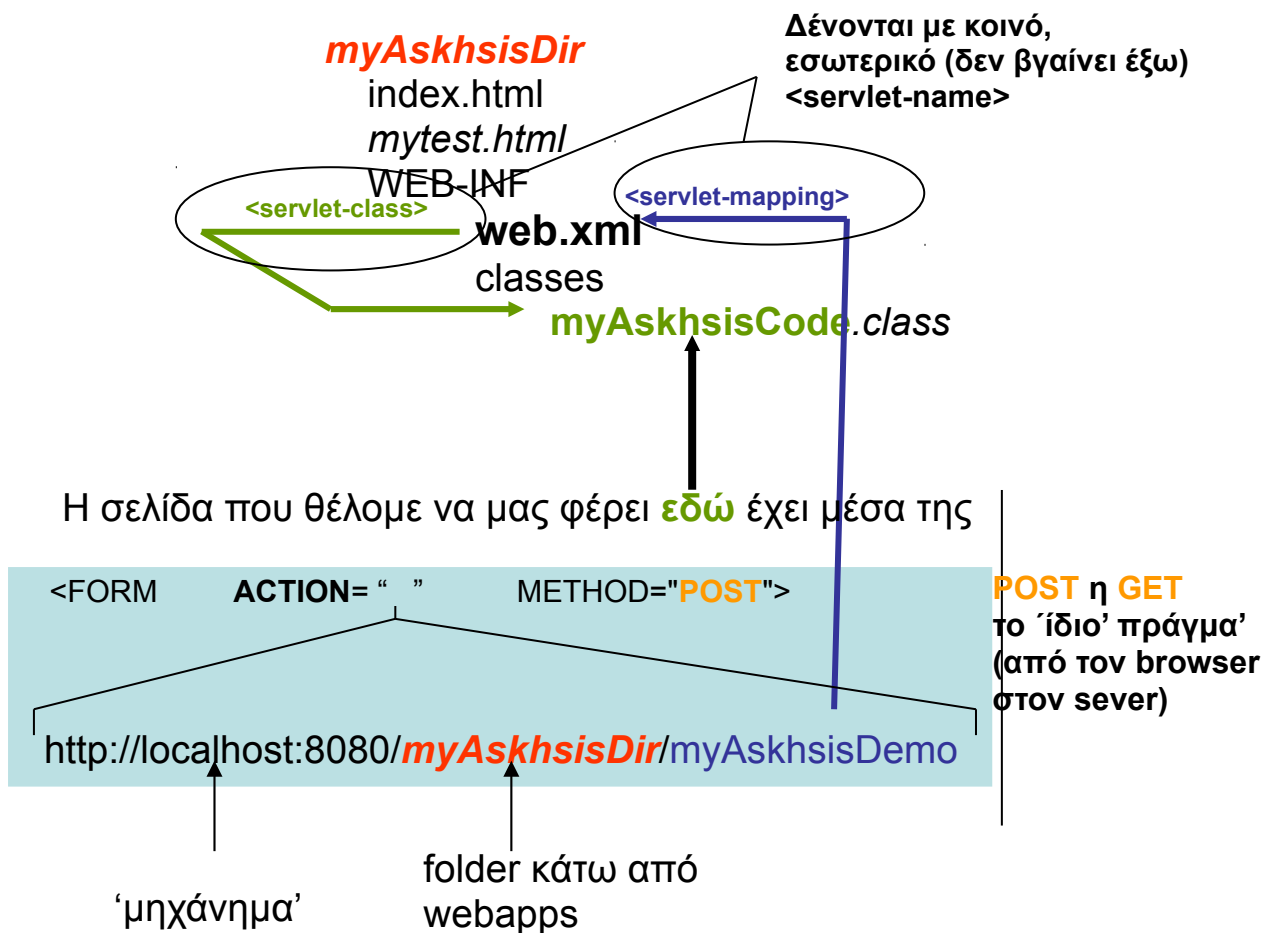 myAskhsisDir
index.html
mytest.html
WEB-INF
web.xml
classes
myAskhsisCode.class
Δένονται με κοινό,
εσωτερικό (δεν βγαίνει έξω)
<servlet-name>
<servlet-class>
<servlet-mapping>
Η σελίδα που θέλομε να μας φέρει εδώ έχει μέσα της
<FORM ACTION= “ ” METHOD="POST">
http://localhost:8080/myAskhsisDir/myAskhsisDemo
POST η GET
το ΄ίδιο’ πράγμα’
(από τον browser
στον sever)
‘μηχάνημα’
folder κάτω από
webapps